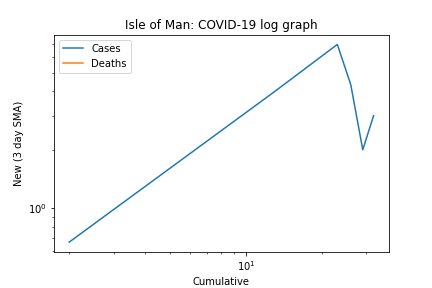 Isle of Man: COVID-19 log graph
Cases
Deaths
New (3 day SMA)
10⁰
10¹
Cumulative